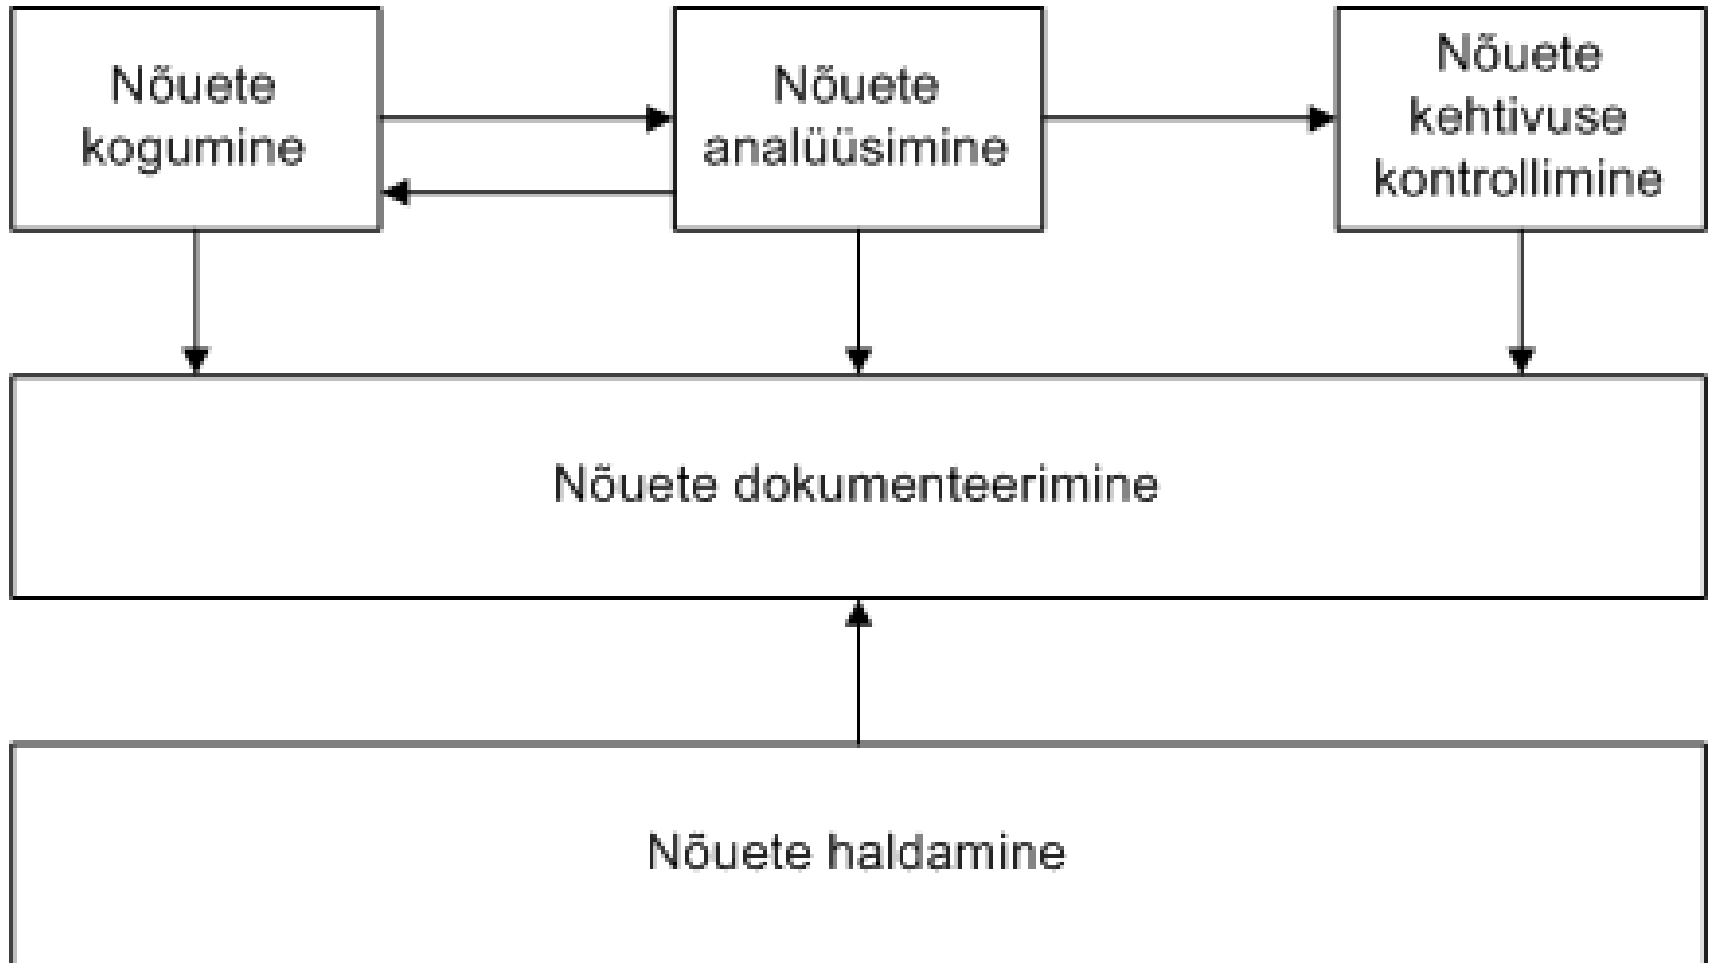 Nõuete
kogumine
Nõuete
analüüsimine
Nõuete
kehtivuse
kontrollimine
Nõuete dokumenteerimine
Nõuete haldamine